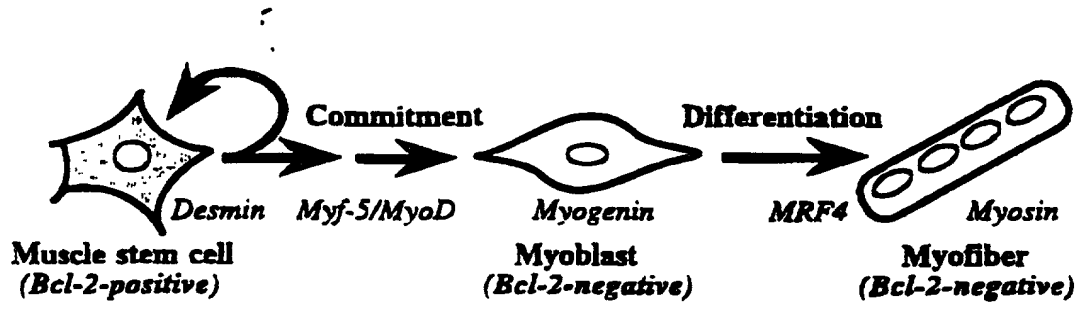 Commitment
Differentiation
Desmin
Myf-5/MyoD
Myogenin
MRF4
Myosin
Muscle stem cell
(Bcl-2-positive)
Myoblast
(Bcl-2-negative)
Myofiber
(Bcl-2-negative)